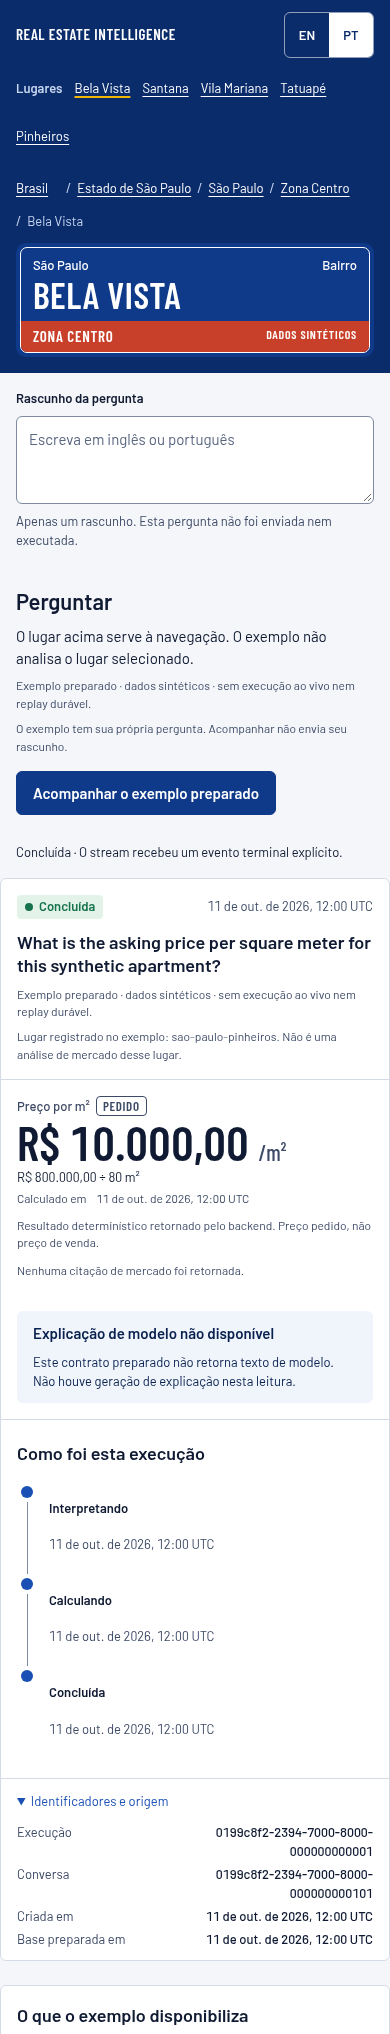 REAL ESTATE INTELLIGENCE
EN PT
Lugares Bela Vista Santana Vila Mariana Tatuapé
Pinheiros
Brasil / Estado de São Paulo / São Paulo / Zona Centro
/ Bela Vista
São Paulo Bairro
BELA VISTA
ZONA CENTRO DADOS SINTÉTICOS
Rascunho da pergunta
Escreva em inglês ou português
Apenas um rascunho. Esta pergunta não foi enviada nem
executada.
Perguntar
O lugar acima serve à navegação. O exemplo não
analisa o lugar selecionado.
Exemplo preparado · dados sintéticos · sem execução ao vivo nem
replay durável.
O exemplo tem sua própria pergunta. Acompanhar não envia seu
rascunho.
Acompanhar o exemplo preparado
Concluída · O stream recebeu um evento terminal explícito.
Concluída 11 de out. de 2026, 12:00 UTC
What is the asking price per square meter for
this synthetic apartment?
Exemplo preparado · dados sintéticos · sem execução ao vivo nem
replay durável.
Lugar registrado no exemplo: sao-paulo-pinheiros. Não é uma
análise de mercado desse lugar.
Preço por m² PEDIDO
R$ 10.000,00 /m²
R$ 800.000,00 ÷ 80 m²
Calculado em 11 de out. de 2026, 12:00 UTC
Resultado determinístico retornado pelo backend. Preço pedido, não
preço de venda.
Nenhuma citação de mercado foi retornada.
Explicação de modelo não disponível
Este contrato preparado não retorna texto de modelo.
Não houve geração de explicação nesta leitura.
Como foi esta execução
Interpretando
11 de out. de 2026, 12:00 UTC
Calculando
11 de out. de 2026, 12:00 UTC
Concluída
11 de out. de 2026, 12:00 UTC
▼ Identificadores e origem
Execução 0199c8f2-2394-7000-8000-
000000000001
Conversa 0199c8f2-2394-7000-8000-
000000000101
Criada em 11 de out. de 2026, 12:00 UTC
Base preparada em 11 de out. de 2026, 12:00 UTC
O que o exemplo disponibiliza